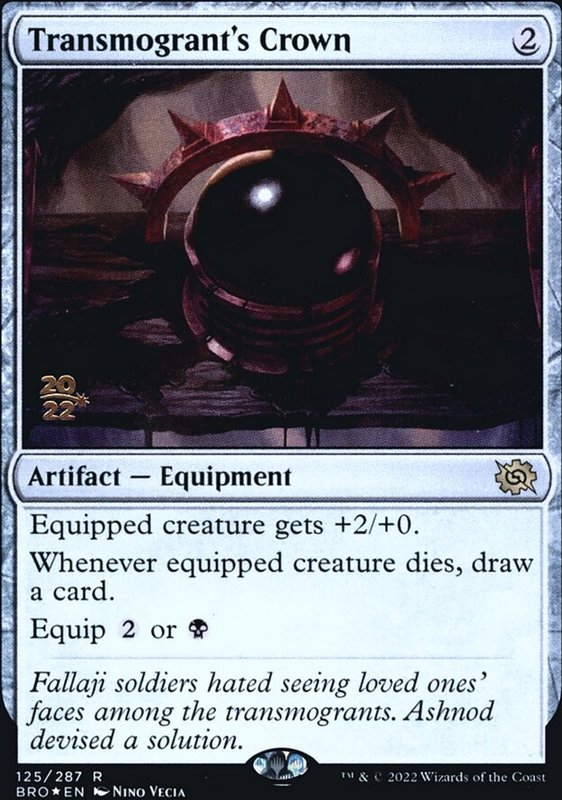 Transmogrant's Crown 2
20
22
Artifact — Equipment
Equipped creature gets +2/+0.
Whenever equipped creature dies, draw
a card.
Equip 2 or
Fallaji soldiers hated seeing loved ones'
faces among the transmogrants. Ashnod
devised a solution.
125/287 R
BRO★EN Nino Vecia
™ & © 2022 Wizards of the Coast